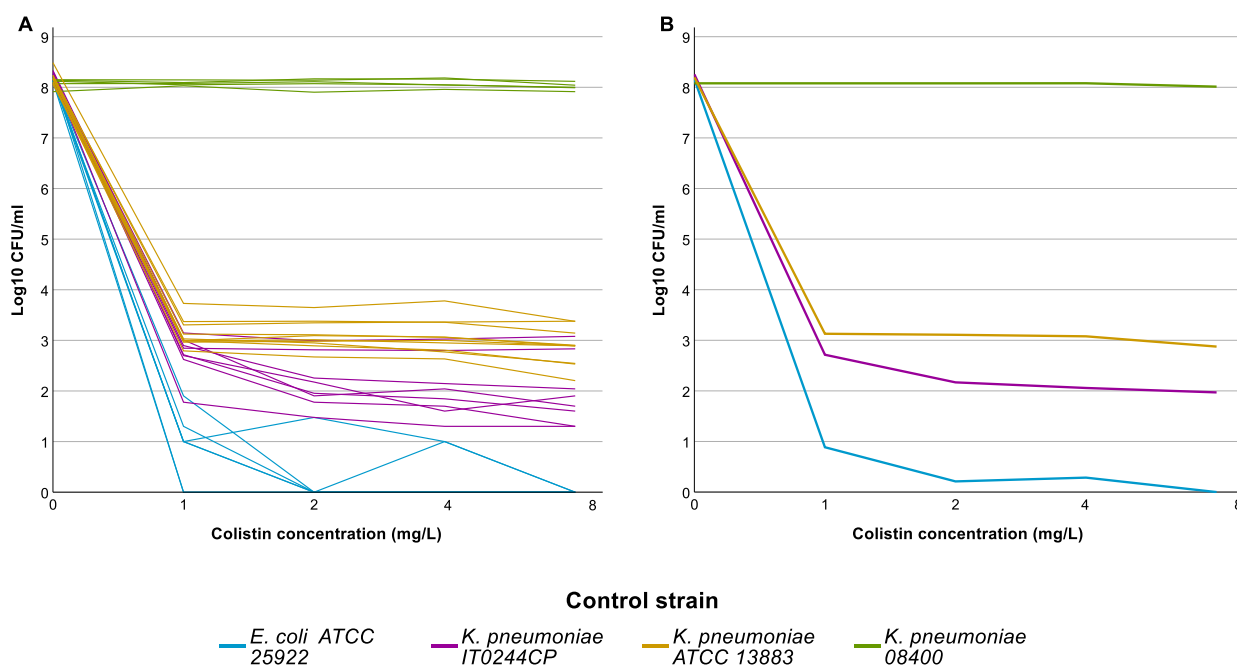 A
9
8
7
6
5
4
3
2
1
0
Log10 CFU/ml
0 1 2 4 8
Colistin concentration (mg/L)
B
9
8
7
6
5
4
3
2
1
0
Log10 CFU/ml
0 1 2 4 8
Colistin concentration (mg/L)
Control strain
E. coli ATCC
25922
K. pneumoniae
IT0244CP
K. pneumoniae
ATCC 13883
K. pneumoniae
08400